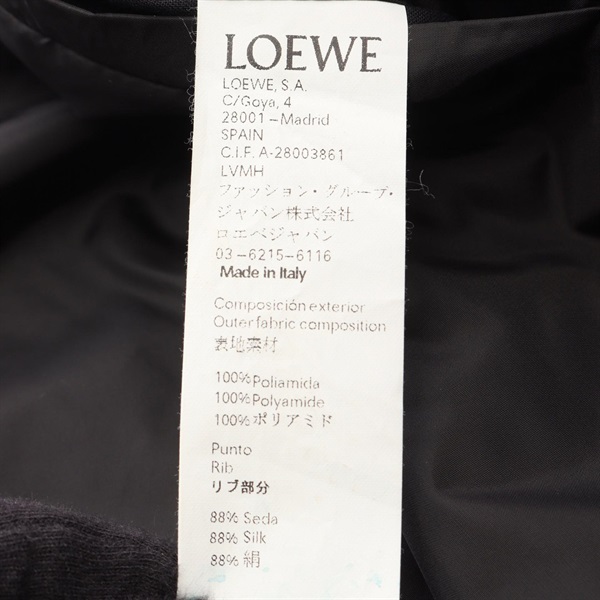 LOEWE
LOEWE, S.A.
C/Goya, 4
28001 – Madrid
SPAIN
C.I.F. A-28003861
LVMH
ファッション・グループ・
ジャパン株式会社
ロエベジャパン
03-6215-6116
Made in Italy
Composición exterior
Outer fabric composition
表地素材
100% Poliamida
100% Polyamide
100% ポリアミド
Punto
Rib
リブ部分
88% Seda
88% Silk
88% 絹